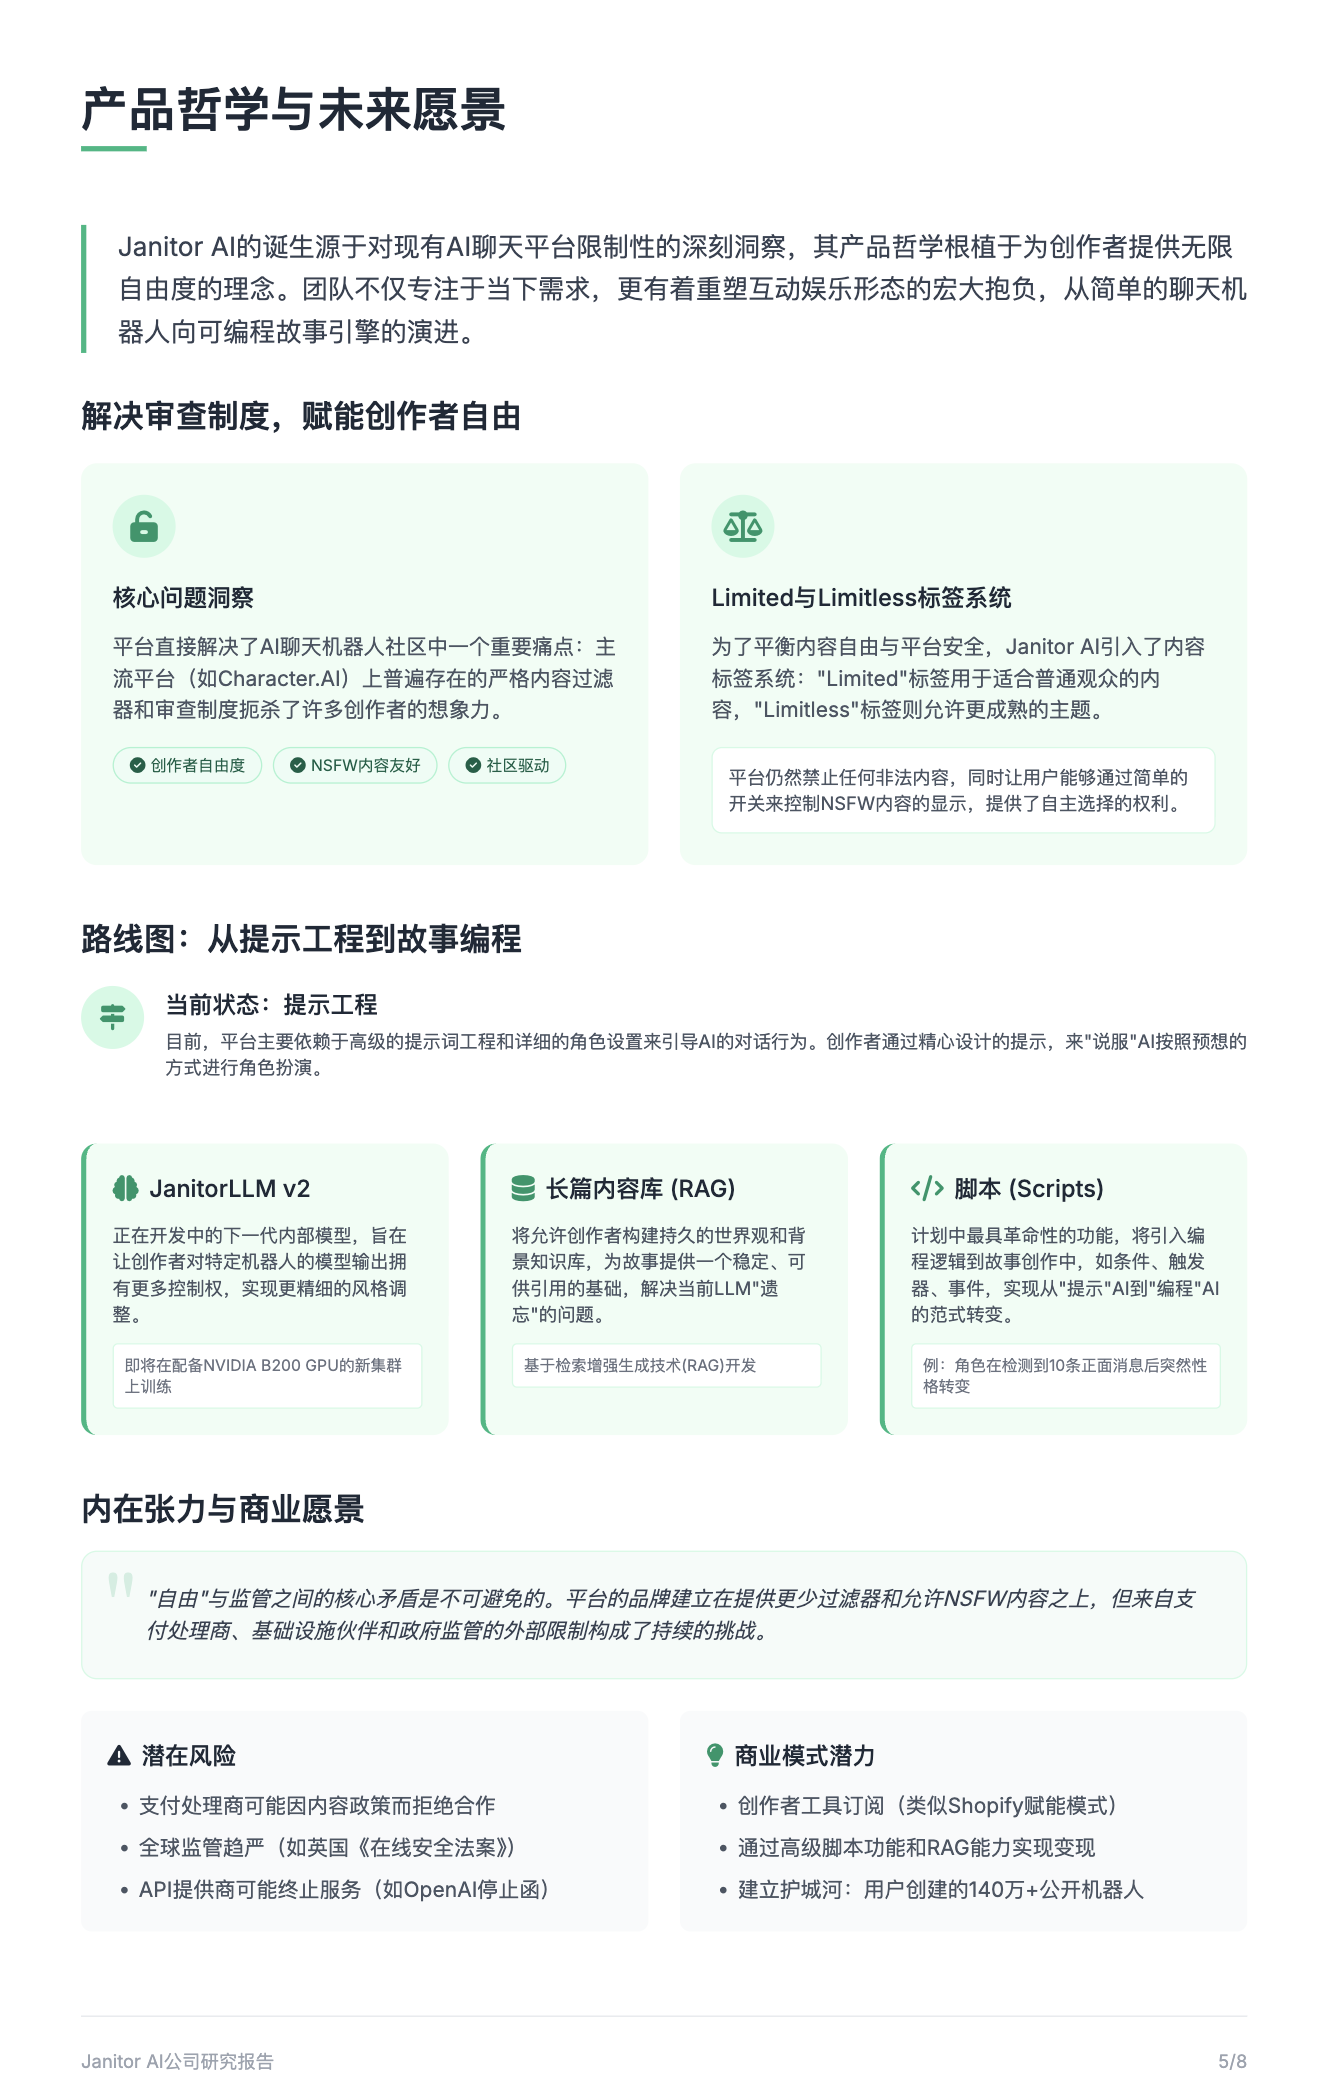 产品哲学与未来愿景
Janitor AI的诞生源于对现有AI聊天平台限制性的深刻洞察，其产品哲学根植于为创作者提供无限
自由度的理念。团队不仅专注于当下需求，更有着重塑互动娱乐形态的宏大抱负，从简单的聊天机
器人向可编程故事引擎的演进。
解决审查制度，赋能创作者自由
核心问题洞察
平台直接解决了AI聊天机器人社区中一个重要痛点：主
流平台（如Character.AI）上普遍存在的严格内容过滤
器和审查制度扼杀了许多创作者的想象力。
创作者自由度
NSFW内容友好
社区驱动
Limited与Limitless标签系统
为了平衡内容自由与平台安全，Janitor AI引入了内容
标签系统："Limited"标签用于适合普通观众的内
容，"Limitless"标签则允许更成熟的主题。
平台仍然禁止任何非法内容，同时让用户能够通过简单的
开关来控制NSFW内容的显示，提供了自主选择的权利。
路线图：从提示工程到故事编程
当前状态：提示工程
目前，平台主要依赖于高级的提示词工程和详细的角色设置来引导AI的对话行为。创作者通过精心设计的提示，来"说服"AI按照预想的
方式进行角色扮演。
JanitorLLM v2
正在开发中的下一代内部模型，旨在
让创作者对特定机器人的模型输出拥
有更多控制权，实现更精细的风格调
整。
即将在配备NVIDIA B200 GPU的新集群
上训练
长篇内容库 (RAG)
将允许创作者构建持久的世界观和背
景知识库，为故事提供一个稳定、可
供引用的基础，解决当前LLM"遗
忘"的问题。
基于检索增强生成技术(RAG)开发
脚本 (Scripts)
计划中最具革命性的功能，将引入编
程逻辑到故事创作中，如条件、触发
器、事件，实现从"提示"AI到"编程"AI
的范式转变。
例：角色在检测到10条正面消息后突然性
格转变
内在张力与商业愿景
"自由"与监管之间的核心矛盾是不可避免的。平台的品牌建立在提供更少过滤器和允许NSFW内容之上，但来自支
付处理商、基础设施伙伴和政府监管的外部限制构成了持续的挑战。
潜在风险
• 支付处理商可能因内容政策而拒绝合作
• 全球监管趋严（如英国《在线安全法案》）
• API提供商可能终止服务（如OpenAI停止函）
商业模式潜力
• 创作者工具订阅（类似Shopify赋能模式）
• 通过高级脚本功能和RAG能力实现变现
• 建立护城河：用户创建的140万+公开机器人
Janitor AI公司研究报告
5/8